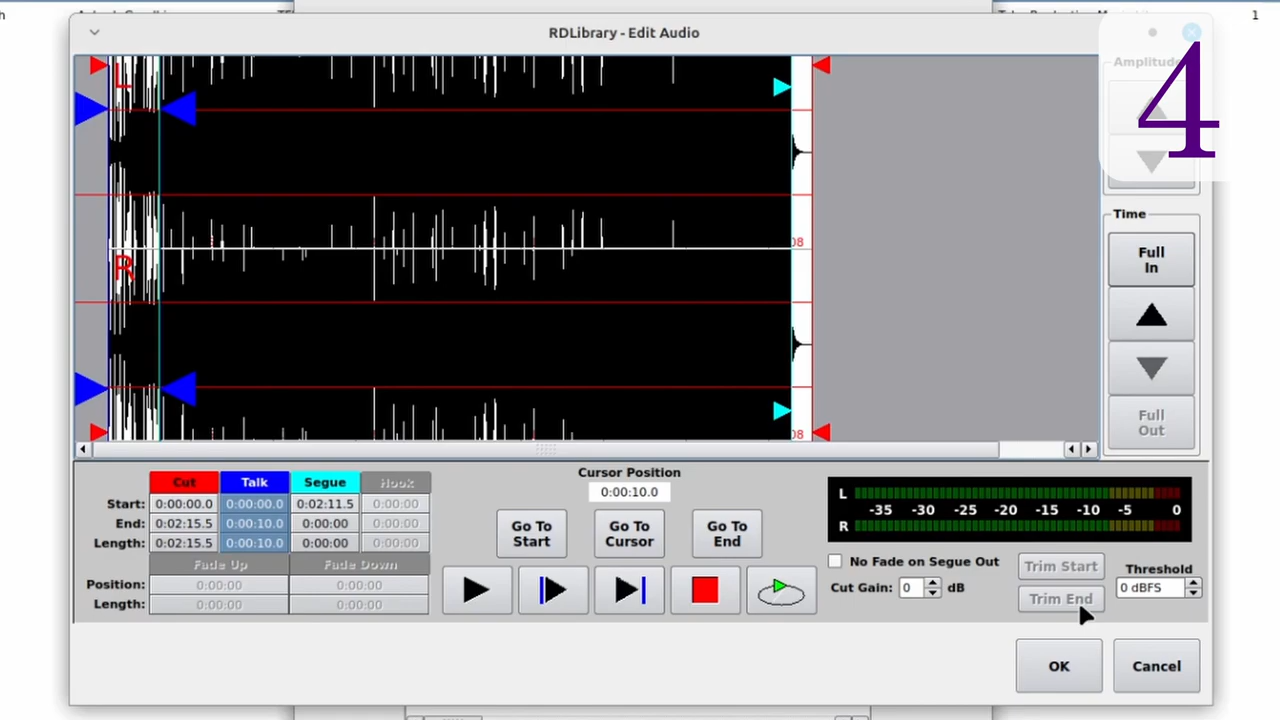 h
1
RDLibrary - Edit Audio
4
Amplitude
L
08
R
08
Time
Full
In
Full
Out
Cut Talk Segue Hook
Start: 0:00:00.0 0:00:00.0 0:02:11.5 0:00:00
End: 0:02:15.5 0:00:10.0 0:00:00 0:00:00
Length: 0:02:15.5 0:00:10.0 0:00:00 0:00:00
Fade Up Fade Down
Position: 0:00:00 0:00:00
Length: 0:00:00 0:00:00
Cursor Position
0:00:10.0
Go To
Start
Go To
Cursor
Go To
End
L
-35 -30 -25 -20 -15 -10 -5 0
R
No Fade on Segue Out
Cut Gain: 0 dB
Trim Start
Trim End
Threshold
0 dBFS
OK
Cancel